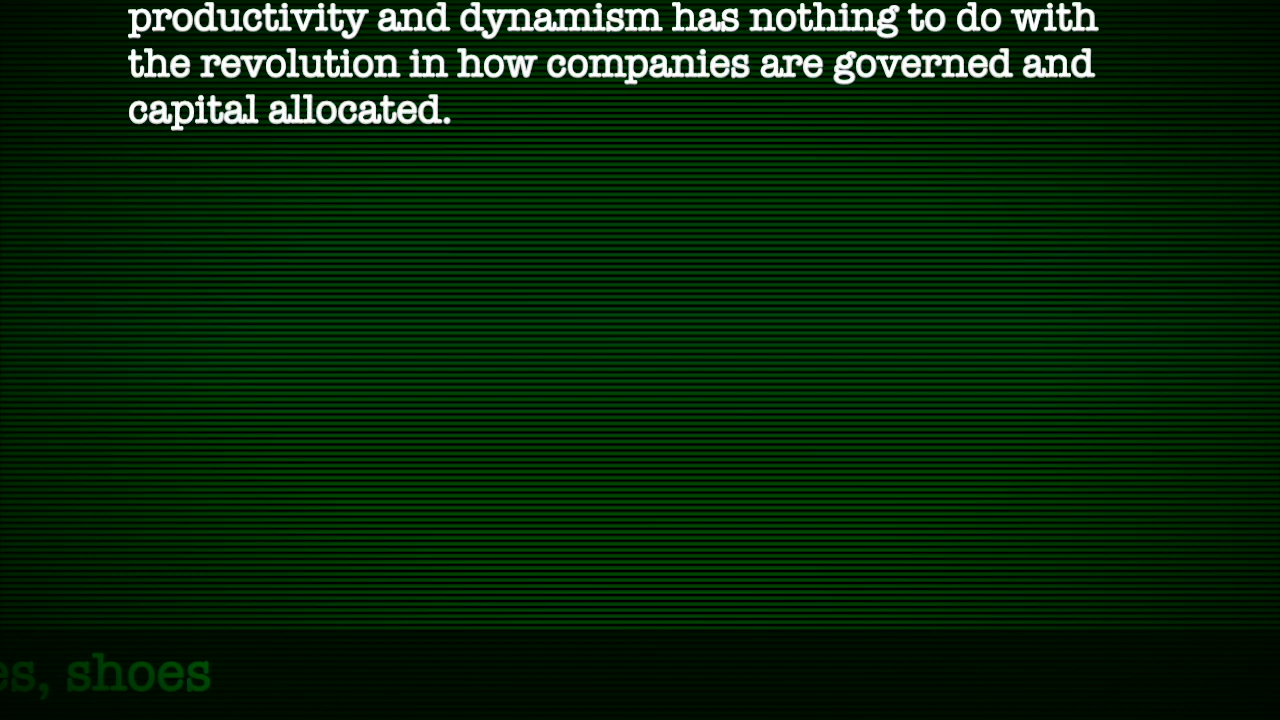 productivity and dynamism has nothing to do with
the revolution in how companies are governed and
capital allocated.
es, shoes